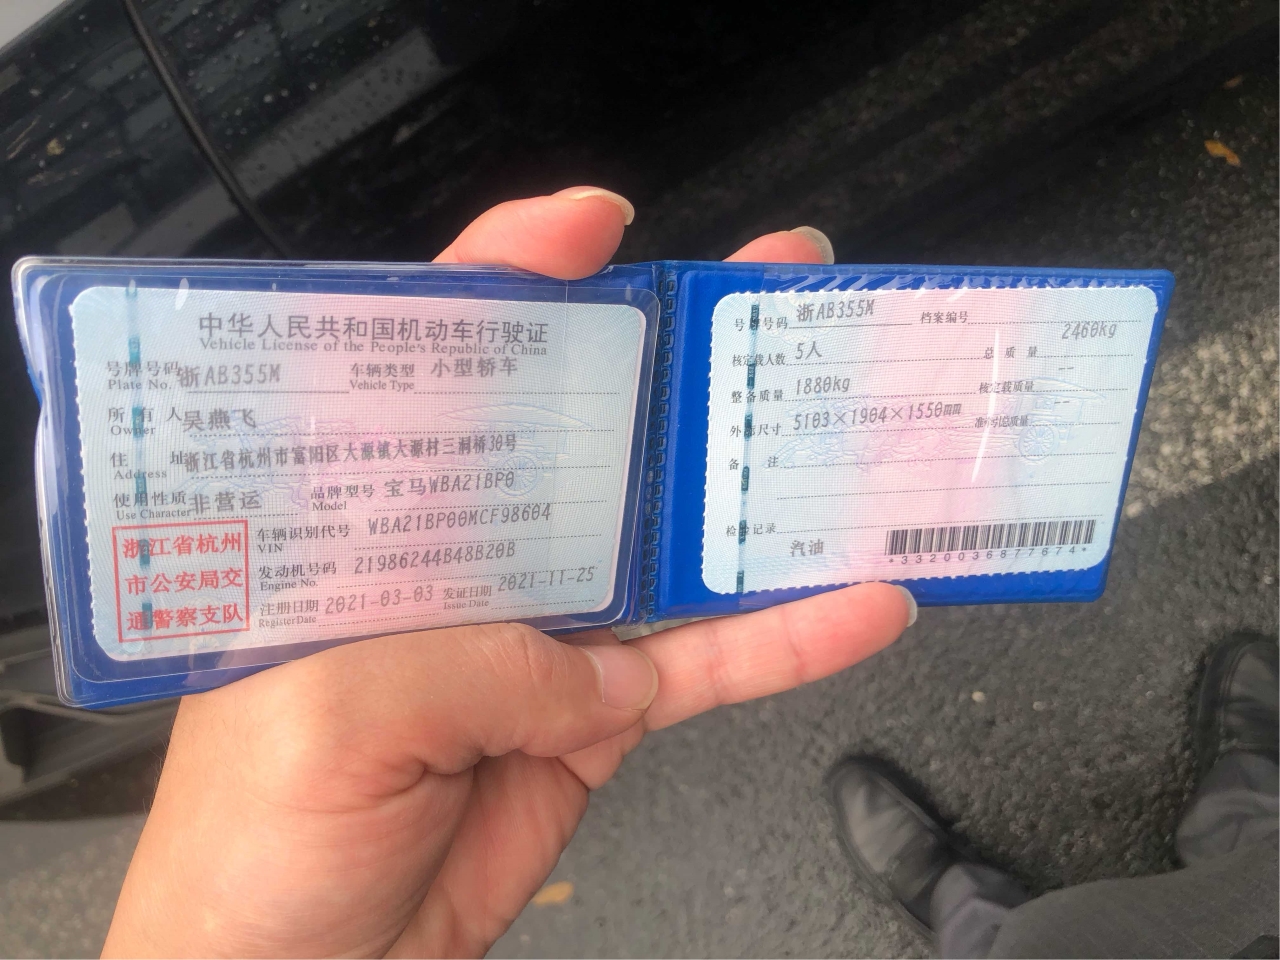 中华人民共和国机动车行驶证
Vehicle License of the People's Republic of China
号牌号码 浙AB355M 车辆类型 小型轿车
Plate No. Vehicle Type
所有人 吴燕飞
Owner
住址 浙江省杭州市富阳区大源镇大源村三洞桥30号
Address
使用性质 非营运 品牌型号 宝马WBA21BP0
Use Character Model
浙江省杭州
市公安局交
通警察支队
车辆识别代号 WBA21BP00MCF98604
VIN
发动机号码 21986244B48B20B
Engine No.
注册日期 2021-03-03 发证日期 2021-11-25
Register Date Issue Date
号牌号码 浙AB355M 档案编号
核定载人数 5人 总质量 2460kg
整备质量 1880kg 核定载质量 --
外廓尺寸 5103×1904×1550mm 准牵引总质量 --
备注
检验记录
汽油
*3320036877674*